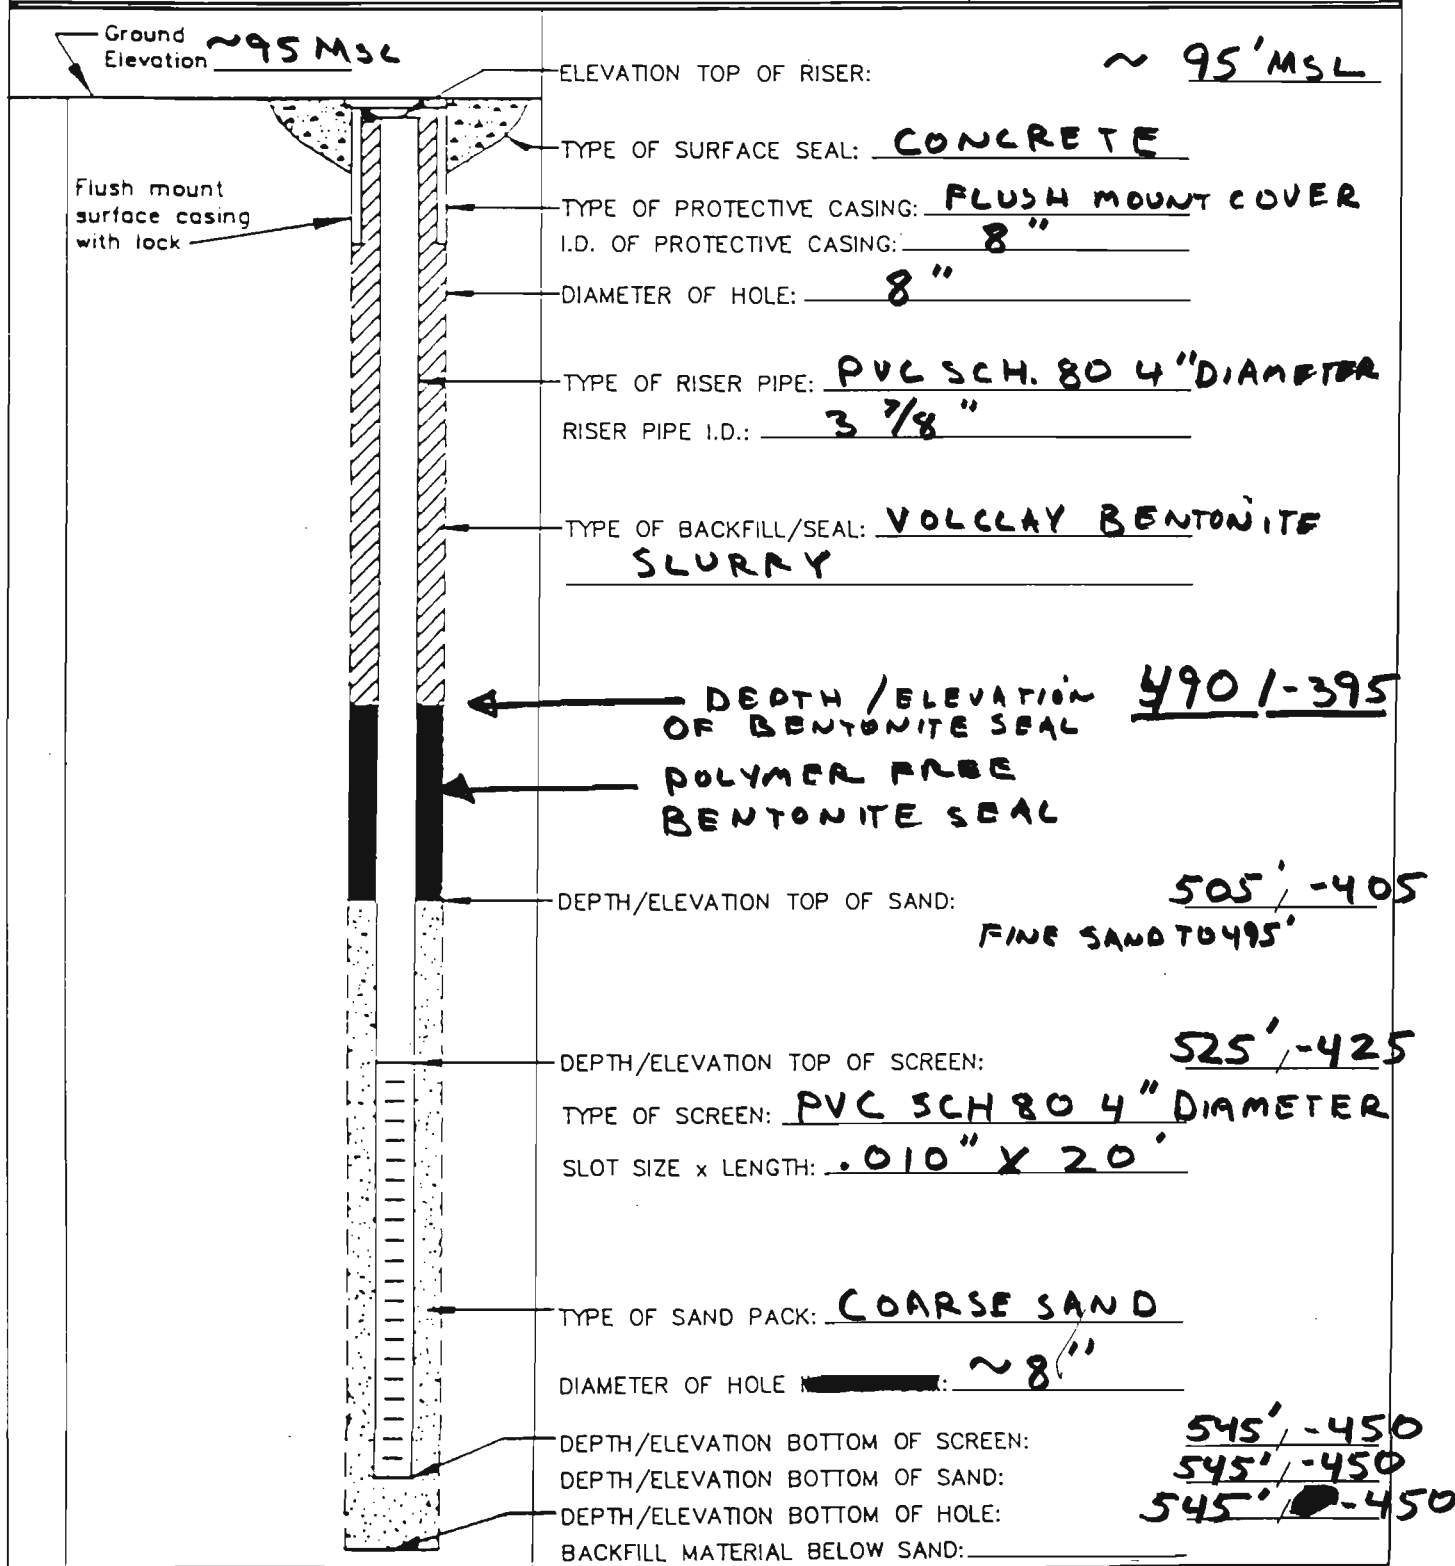 Ground
Elevation ~95 MSL
ELEVATION TOP OF RISER: ~ 95' MSL
TYPE OF SURFACE SEAL: CONCRETE
Flush mount
surface casing
with lock
TYPE OF PROTECTIVE CASING: FLUSH MOUNT COVER
I.D. OF PROTECTIVE CASING: 8"
DIAMETER OF HOLE: 8"
TYPE OF RISER PIPE: PVC SCH. 80 4" DIAMETER
RISER PIPE I.D.: 3 7/8"
TYPE OF BACKFILL/SEAL: VOLCLAY BENTONITE
SLURRY
DEPTH / ELEVATION 490 / -395
OF BENTONITE SEAL
POLYMER FREE
BENTONITE SEAL
DEPTH/ELEVATION TOP OF SAND: 505' / -405
FINE SAND TO 495'
DEPTH/ELEVATION TOP OF SCREEN: 525' / -425
TYPE OF SCREEN: PVC SCH 80 4" DIAMETER
SLOT SIZE x LENGTH: .010" X 20'
TYPE OF SAND PACK: COARSE SAND
DIAMETER OF HOLE : ~ 8"
DEPTH/ELEVATION BOTTOM OF SCREEN: 545' / -450
DEPTH/ELEVATION BOTTOM OF SAND: 545' / -450
DEPTH/ELEVATION BOTTOM OF HOLE: 545' / -450
BACKFILL MATERIAL BELOW SAND: